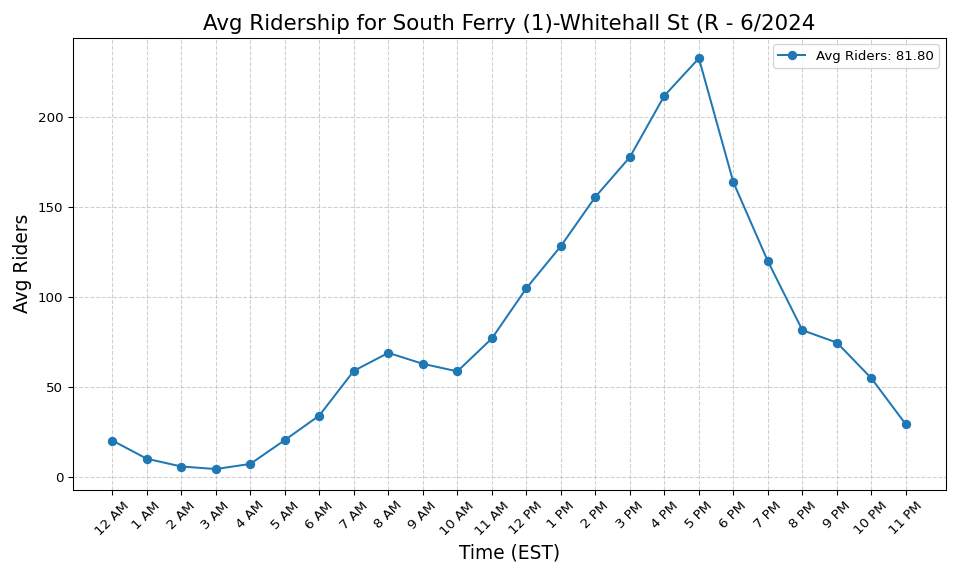 Avg Ridership for South Ferry (1)-Whitehall St (R - 6/2024
Avg Riders: 81.80
Avg Riders
200
150
100
50
0
12 AM 1 AM 2 AM 3 AM 4 AM 5 AM 6 AM 7 AM 8 AM 9 AM 10 AM 11 AM 12 PM 1 PM 2 PM 3 PM 4 PM 5 PM 6 PM 7 PM 8 PM 9 PM 10 PM 11 PM
Time (EST)